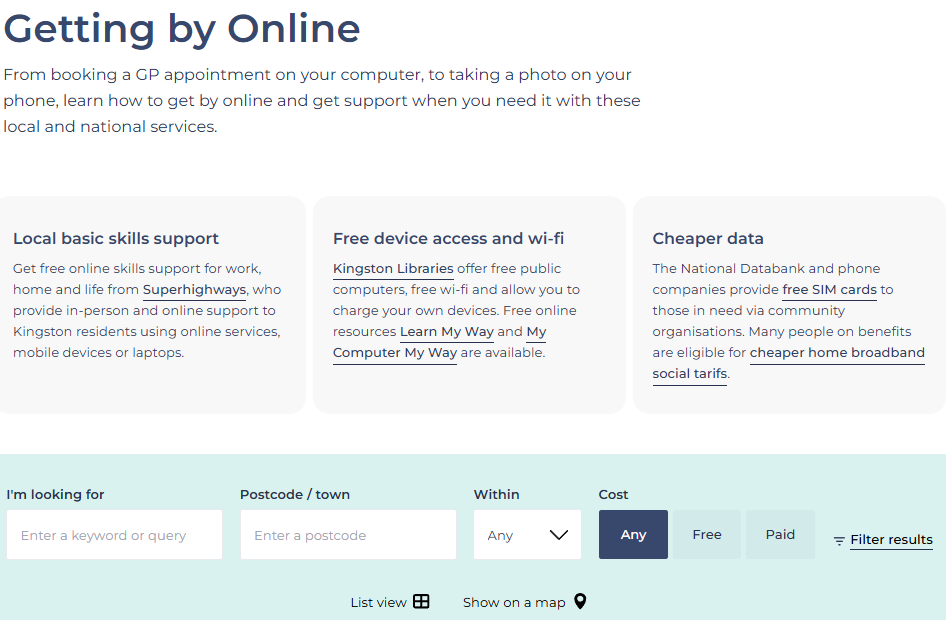 Getting by Online
From booking a GP appointment on your computer, to taking a photo on your
phone, learn how to get by online and get support when you need it with these
local and national services.
Local basic skills support
Get free online skills support for work,
home and life from Superhighways, who
provide in-person and online support to
Kingston residents using online services,
mobile devices or laptops.
Free device access and wi-fi
Kingston Libraries offer free public
computers, free wi-fi and allow you to
charge your own devices. Free online
resources Learn My Way and My
Computer My Way are available.
Cheaper data
The National Databank and phone
companies provide free SIM cards to
those in need via community
organisations. Many people on benefits
are eligible for cheaper home broadband
social tarifs.
I'm looking for
Enter a keyword or query
Postcode / town
Enter a postcode
Within
Any
Cost
Any
Free
Paid
Filter results
List view
Show on a map